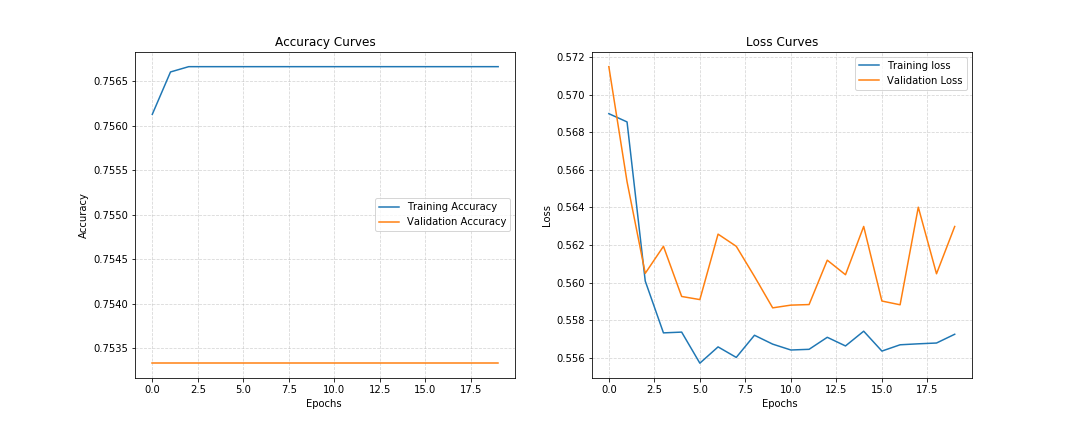 Accuracy Curves
0.7565
0.7560
0.7555
0.7550
0.7545
0.7540
0.7535
Accuracy
Training Accuracy
Validation Accuracy
0.0 2.5 5.0 7.5 10.0 12.5 15.0 17.5
Epochs
Loss Curves
0.572
0.570
0.568
0.566
0.564
0.562
0.560
0.558
0.556
Loss
Training loss
Validation Loss
0.0 2.5 5.0 7.5 10.0 12.5 15.0 17.5
Epochs